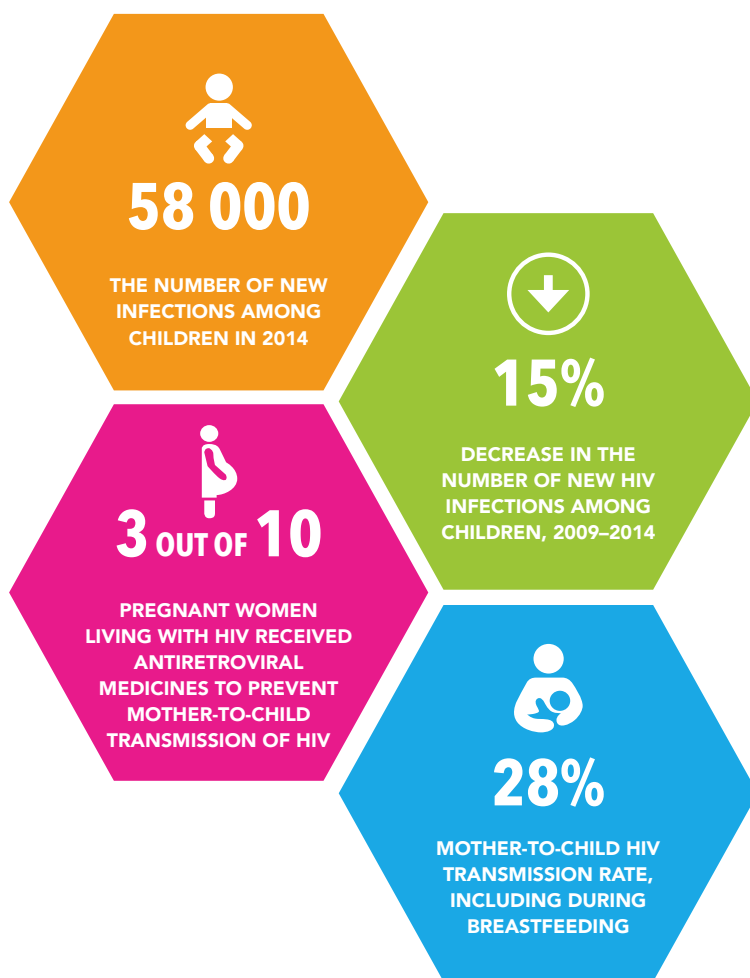 58 000
THE NUMBER OF NEW
INFECTIONS AMONG
CHILDREN IN 2014
15%
DECREASE IN THE
NUMBER OF NEW HIV
INFECTIONS AMONG
CHILDREN, 2009–2014
3 OUT OF 10
PREGNANT WOMEN
LIVING WITH HIV RECEIVED
ANTIRETROVIRAL
MEDICINES TO PREVENT
MOTHER-TO-CHILD
TRANSMISSION OF HIV
28%
MOTHER-TO-CHILD HIV
TRANSMISSION RATE,
INCLUDING DURING
BREASTFEEDING